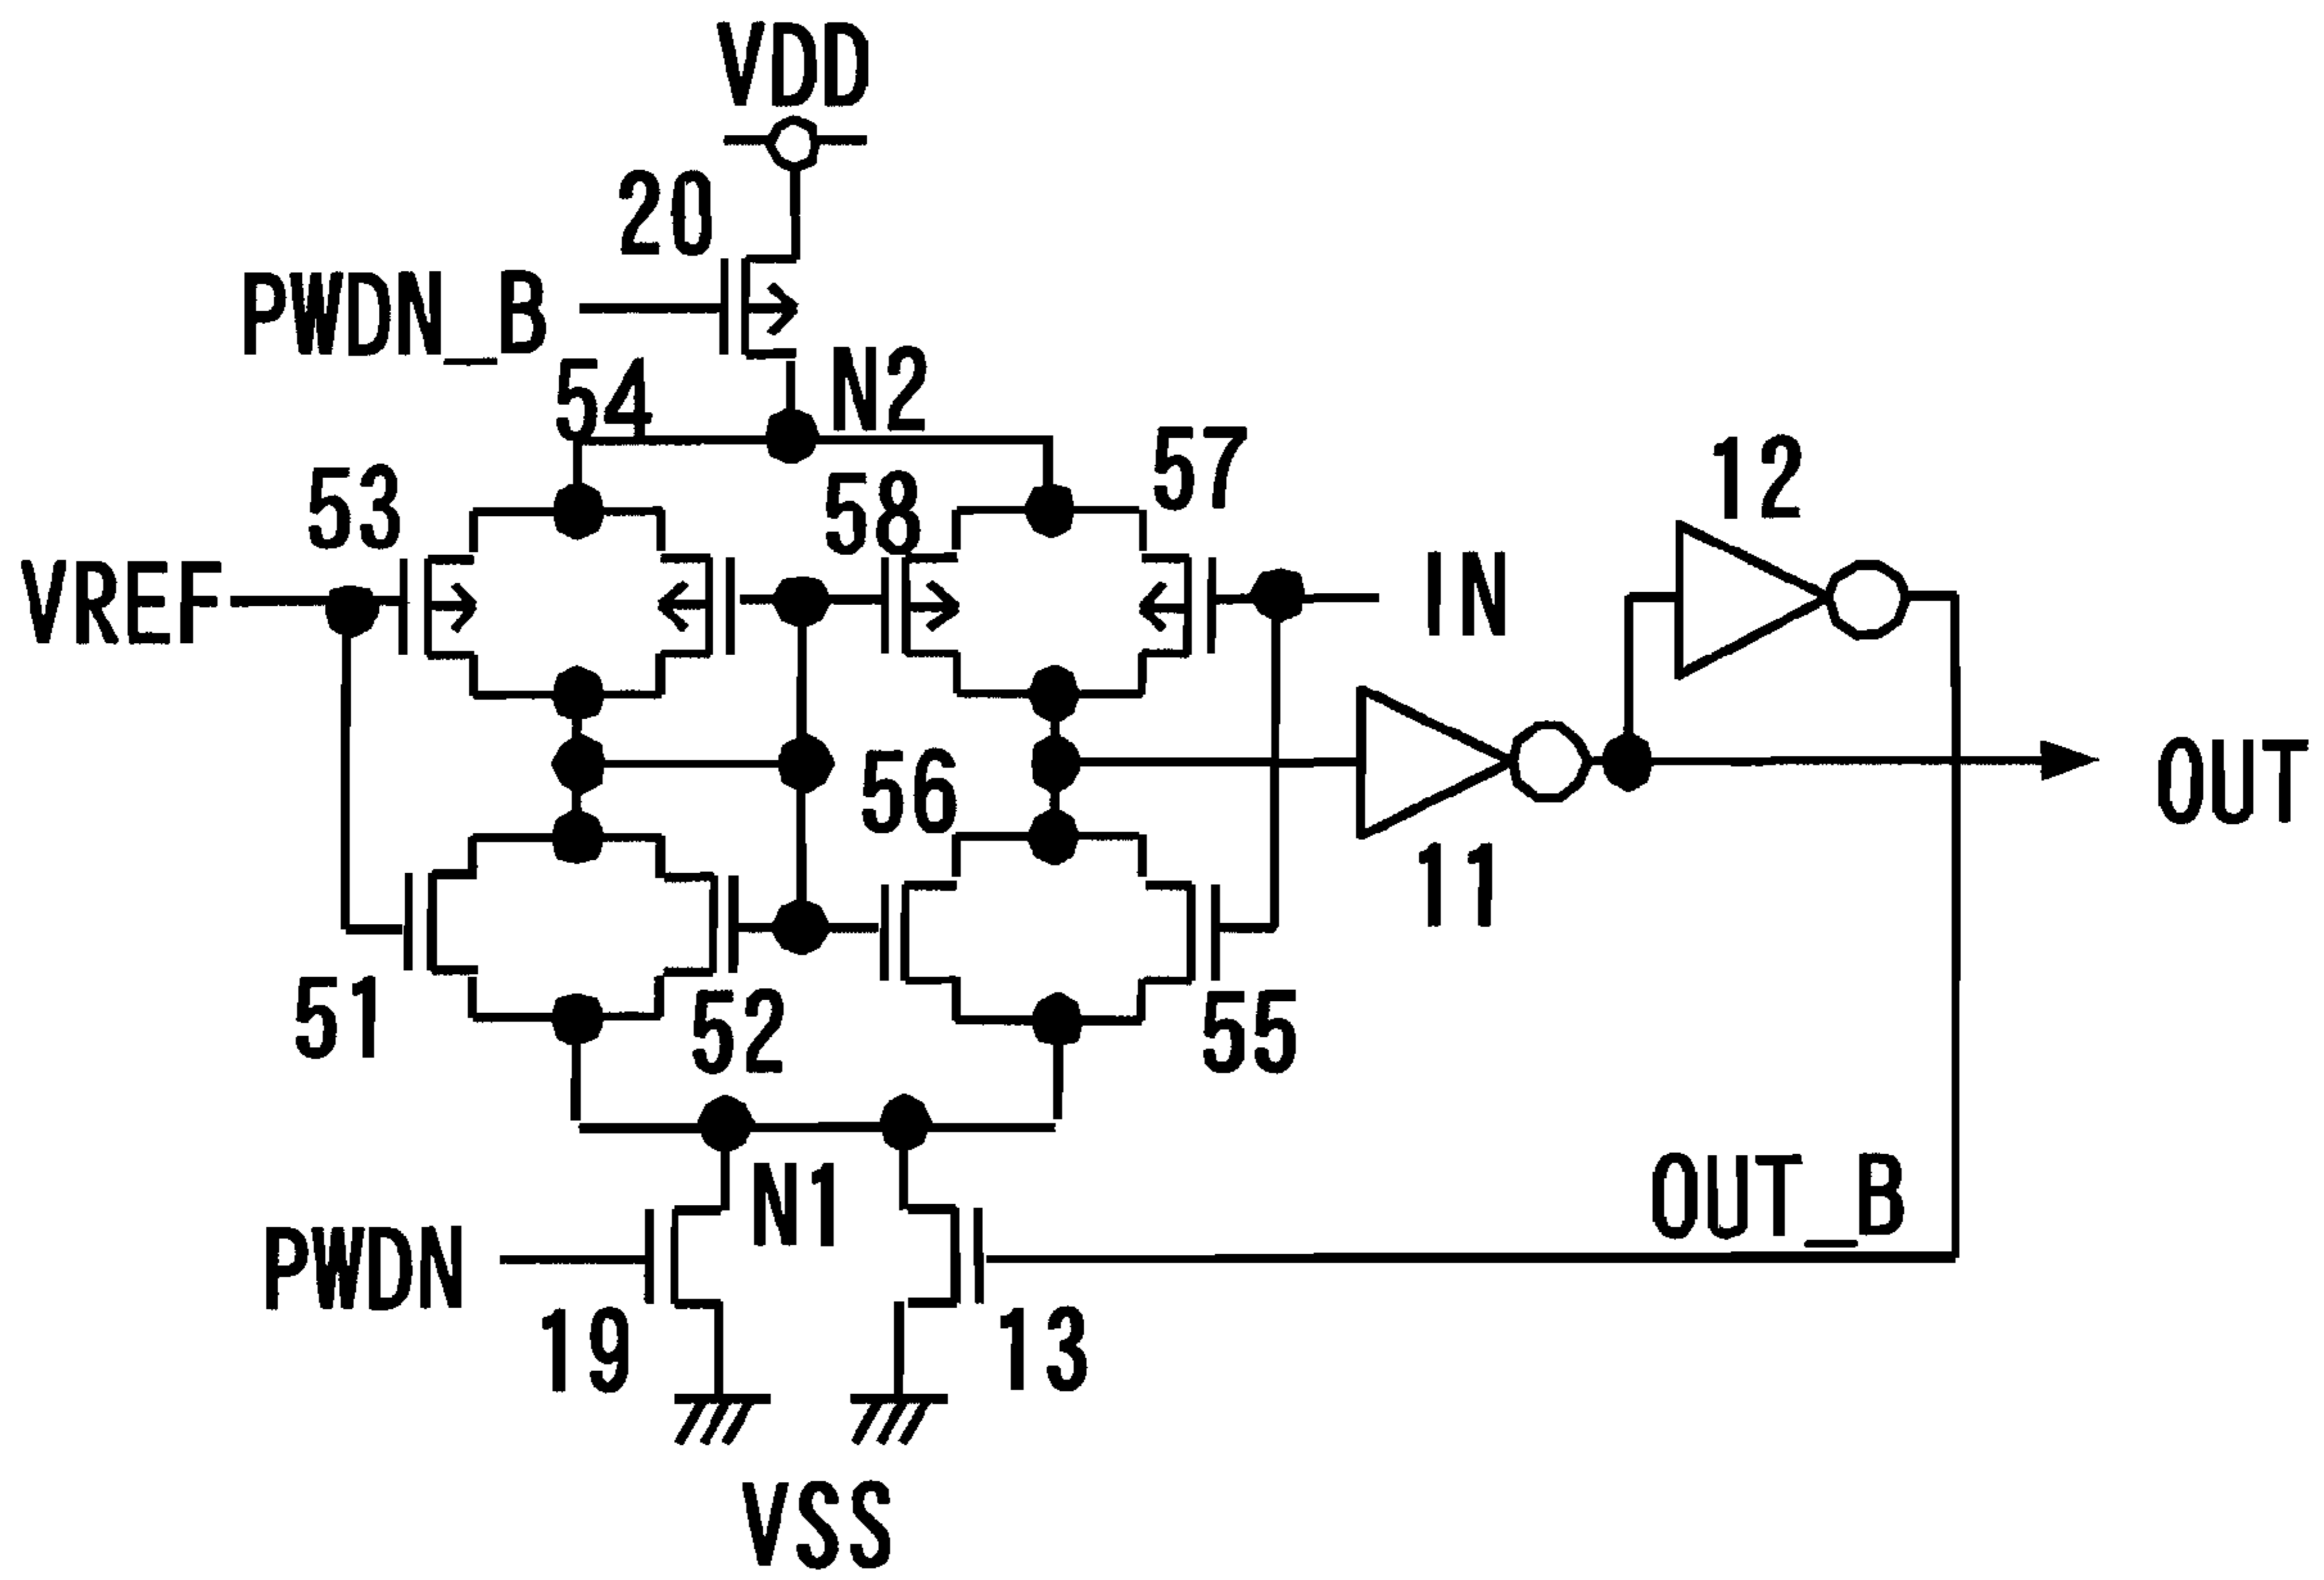 VDD
20
PWDN_B
54
N2
53
58
57
12
VREF
IN
56
11
OUT
51
52
55
N1
OUT_B
PWDN
19
13
VSS